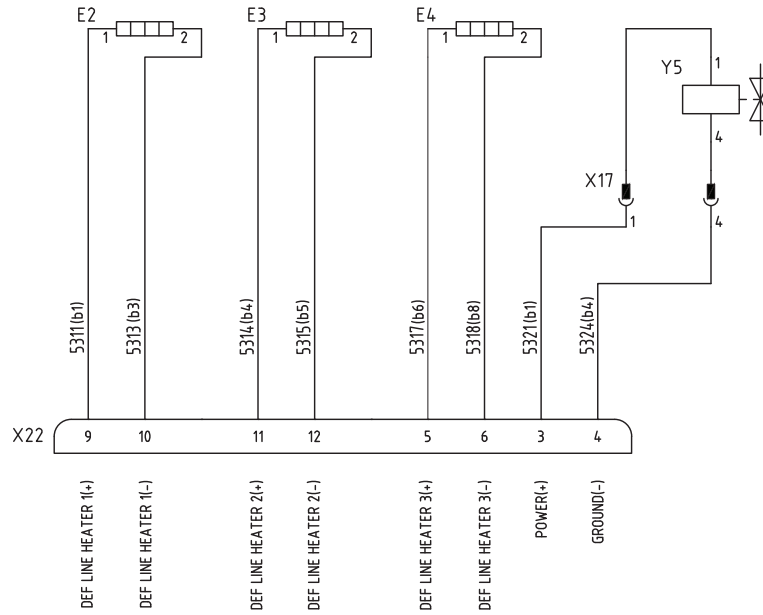 E2
1
2
E3
1
2
E4
1
2
Y5
1
4
X17
1
4
5311(b1)
5313(b3)
5314(b4)
5315(b5)
5317(b6)
5318(b8)
5321(b1)
5324(b4)
X22
9
10
11
12
5
6
3
4
DEF LINE HEATER 1(+)
DEF LINE HEATER 1(-)
DEF LINE HEATER 2(+)
DEF LINE HEATER 2(-)
DEF LINE HEATER 3(+)
DEF LINE HEATER 3(-)
POWER(+)
GROUND(-)